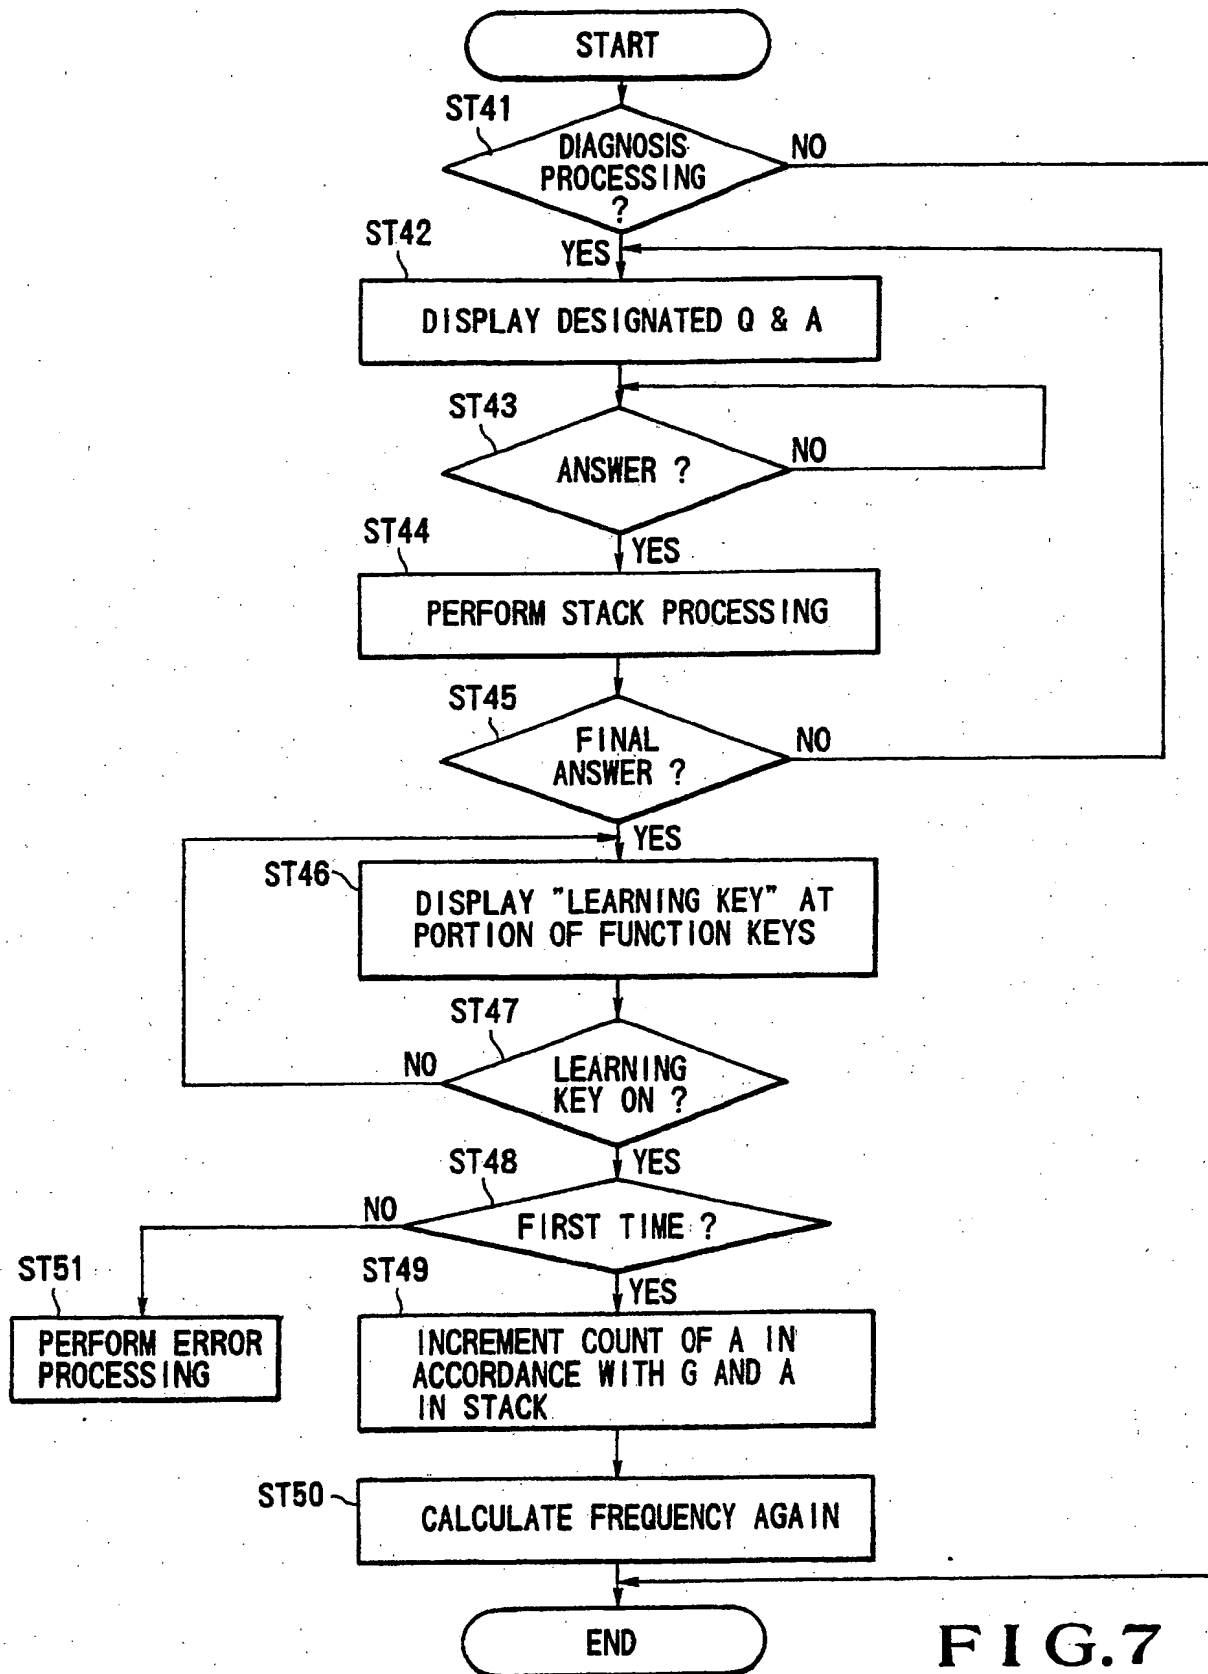 START
ST41
DIAGNOSIS
PROCESSING
?
NO
ST42
YES
DISPLAY DESIGNATED Q & A
ST43
ANSWER ?
NO
ST44
YES
PERFORM STACK PROCESSING
ST45
FINAL
ANSWER ?
NO
YES
ST46
DISPLAY "LEARNING KEY" AT
PORTION OF FUNCTION KEYS
ST47
NO
LEARNING
KEY ON ?
ST48
YES
NO
FIRST TIME ?
ST51
ST49
YES
PERFORM ERROR
PROCESSING
INCREMENT COUNT OF A IN
ACCORDANCE WITH G AND A
IN STACK
ST50
CALCULATE FREQUENCY AGAIN
END
FIG.7